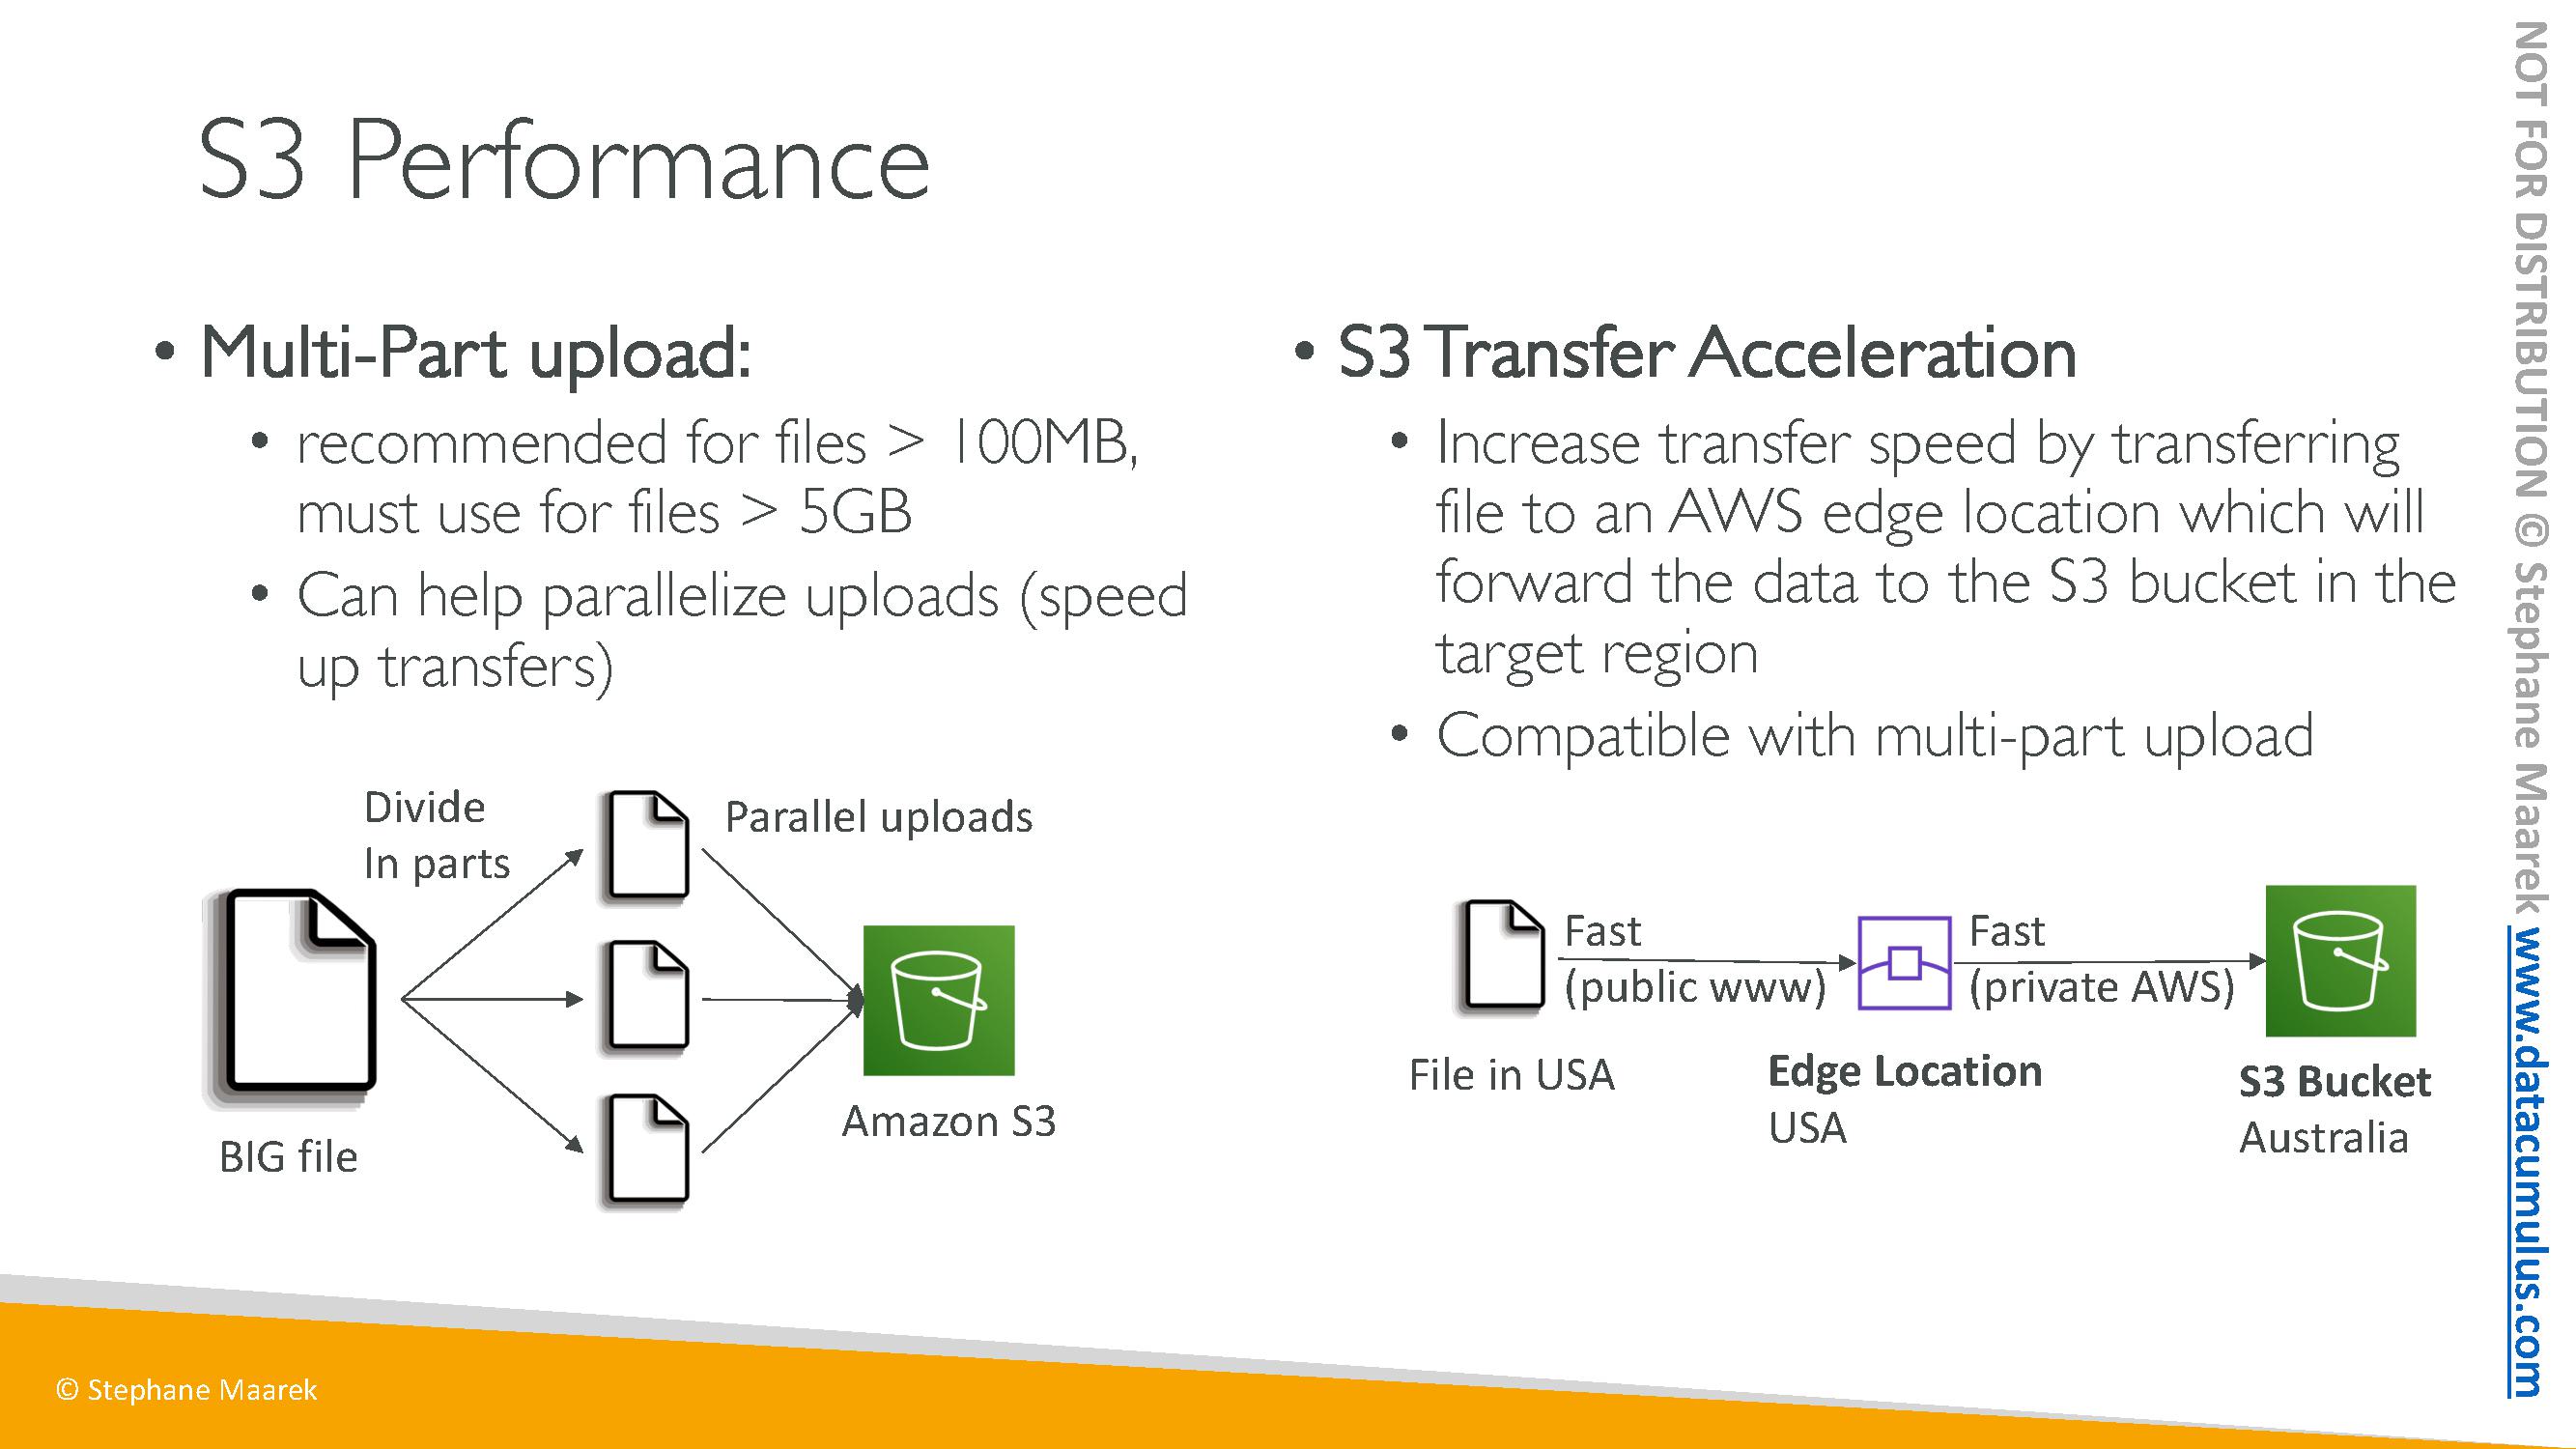 S3 Performance
• Multi-Part upload:
• recommended for files > 100MB,
must use for files > 5GB
• Can help parallelize uploads (speed
up transfers)
Divide
In parts
Parallel uploads
BIG file
Amazon S3
• S3 Transfer Acceleration
• Increase transfer speed by transferring
file to an AWS edge location which will
forward the data to the S3 bucket in the
target region
• Compatible with multi-part upload
Fast
(public www)
Fast
(private AWS)
File in USA
Edge Location
USA
S3 Bucket
Australia
© Stephane Maarek
NOT FOR DISTRIBUTION © Stephane Maarek www.datacumulus.com